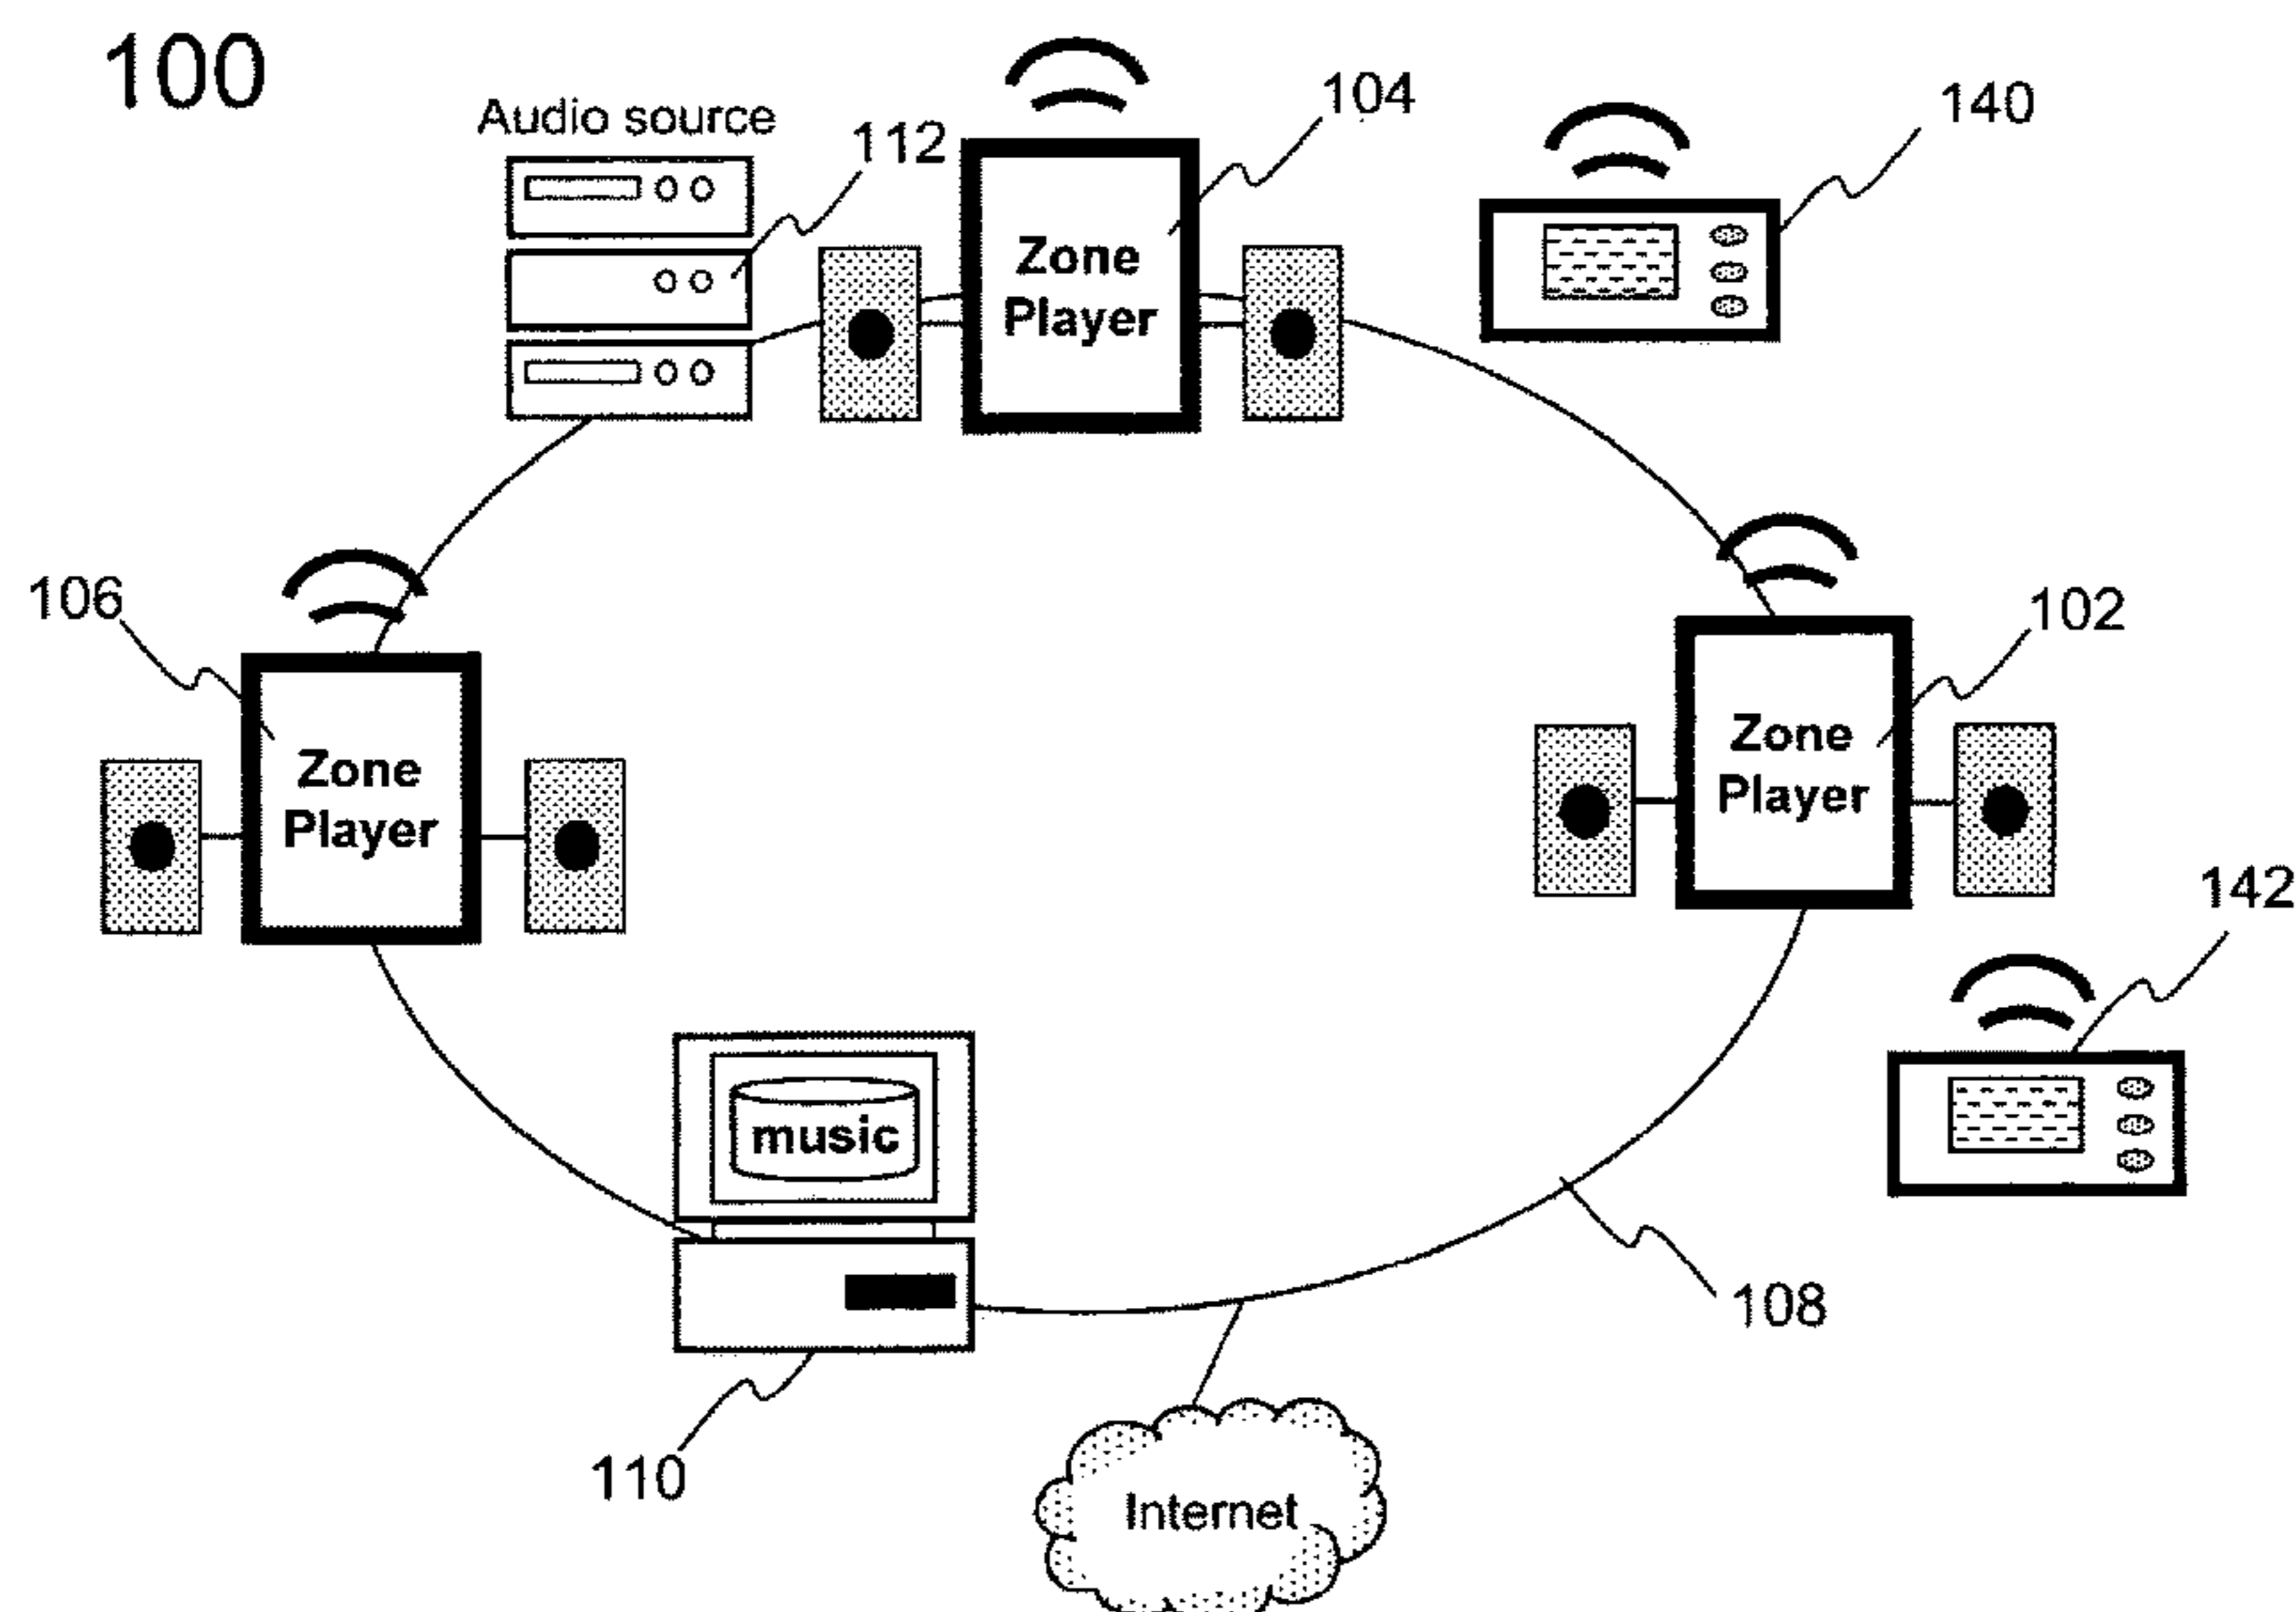 100
Audio source
112
104
140
Zone
Player
106
102
Zone
Player
Zone
Player
142
music
108
110
Internet